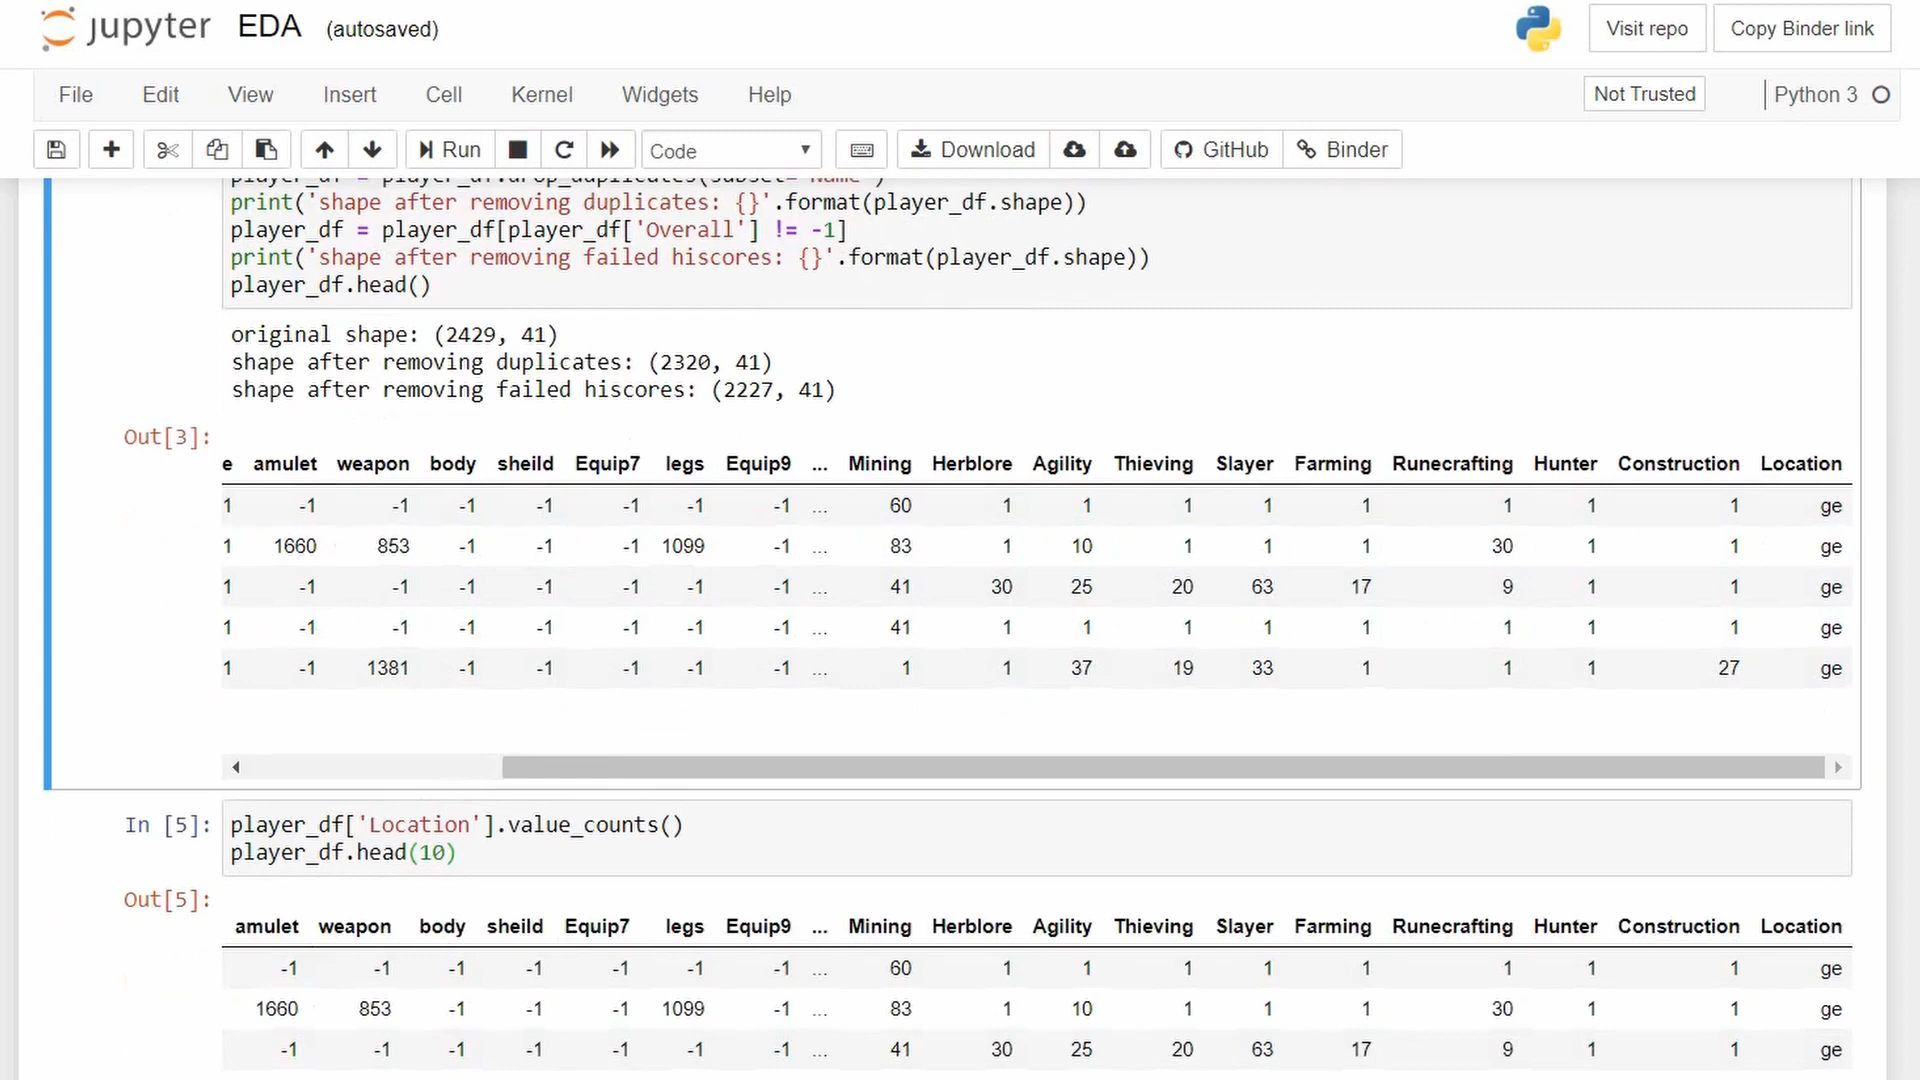 jupyter EDA (autosaved) Visit repo Copy Binder link
File Edit View Insert Cell Kernel Widgets Help Not Trusted Python 3
Run Code Download GitHub Binder
player_df = player_df.drop_duplicates(subset='Name')
print('shape after removing duplicates: {}'.format(player_df.shape))
player_df = player_df[player_df['Overall'] != -1]
print('shape after removing failed hiscores: {}'.format(player_df.shape))
player_df.head()
original shape: (2429, 41)
shape after removing duplicates: (2320, 41)
shape after removing failed hiscores: (2227, 41)
Out[3]:
e amulet weapon body sheild Equip7 legs Equip9 ... Mining Herblore Agility Thieving Slayer Farming Runecrafting Hunter Construction Location
1 -1 -1 -1 -1 -1 -1 -1 ... 60 1 1 1 1 1 1 1 1 ge
1 1660 853 -1 -1 -1 1099 -1 ... 83 1 10 1 1 1 30 1 1 ge
1 -1 -1 -1 -1 -1 -1 -1 ... 41 30 25 20 63 17 9 1 1 ge
1 -1 -1 -1 -1 -1 -1 -1 ... 41 1 1 1 1 1 1 1 1 ge
1 -1 1381 -1 -1 -1 -1 -1 ... 1 1 37 19 33 1 1 1 27 ge
In [5]: player_df['Location'].value_counts()
player_df.head(10)
Out[5]:
amulet weapon body sheild Equip7 legs Equip9 ... Mining Herblore Agility Thieving Slayer Farming Runecrafting Hunter Construction Location
-1 -1 -1 -1 -1 -1 -1 ... 60 1 1 1 1 1 1 1 1 ge
1660 853 -1 -1 -1 1099 -1 ... 83 1 10 1 1 1 30 1 1 ge
-1 -1 -1 -1 -1 -1 -1 ... 41 30 25 20 63 17 9 1 1 ge